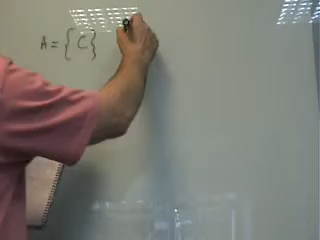 A = { C }